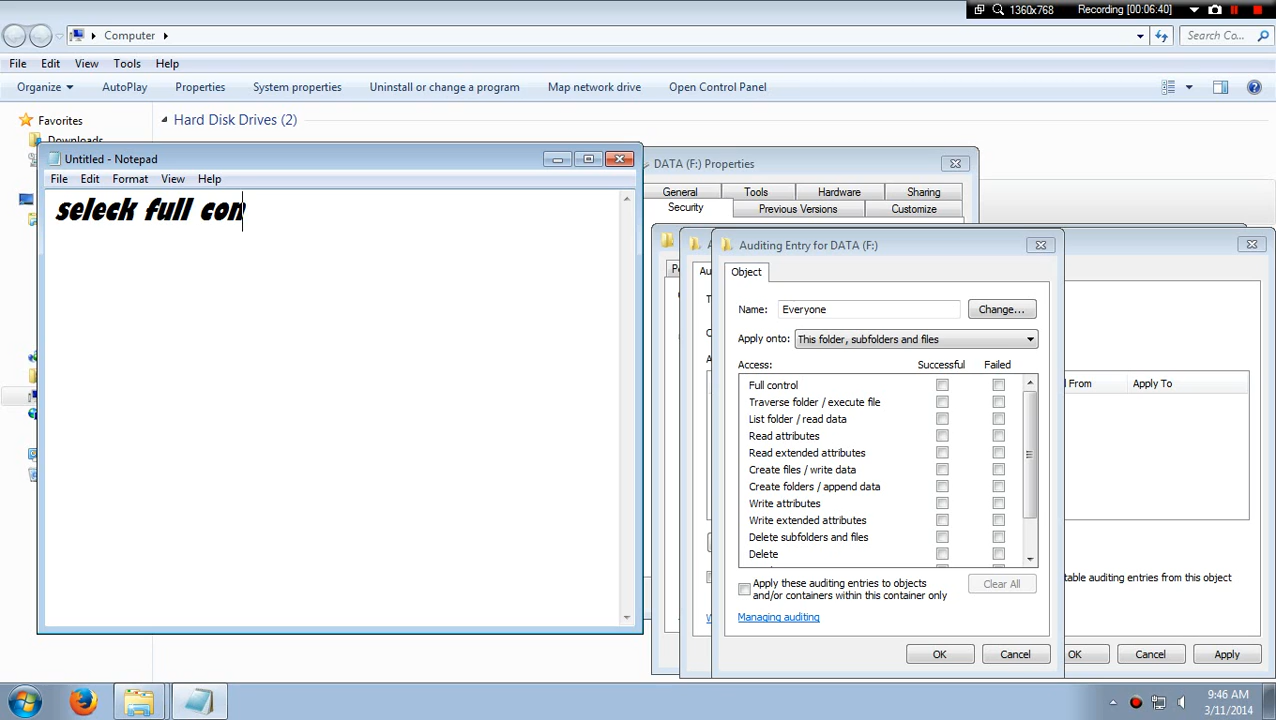 1360x768
Recording [00:06:40]
Computer
Search Co...
File Edit View Tools Help
Organize AutoPlay Properties System properties Uninstall or change a program Map network drive Open Control Panel
Favorites
Downloads
Hard Disk Drives (2)
Untitled - Notepad
File Edit Format View Help
seleck full con
DATA (F:) Properties
General Tools Hardware Sharing
Security Previous Versions Customize
Auditing Entry for DATA (F:)
Object
Name: Everyone Change...
Apply onto: This folder, subfolders and files
Access: Successful Failed
Full control
Traverse folder / execute file
List folder / read data
Read attributes
Read extended attributes
Create files / write data
Create folders / append data
Write attributes
Write extended attributes
Delete subfolders and files
Delete
Apply these auditing entries to objects
and/or containers within this container only
Clear All
Managing auditing
OK Cancel
From Apply To
table auditing entries from this object
OK Cancel Apply
9:46 AM
3/11/2014